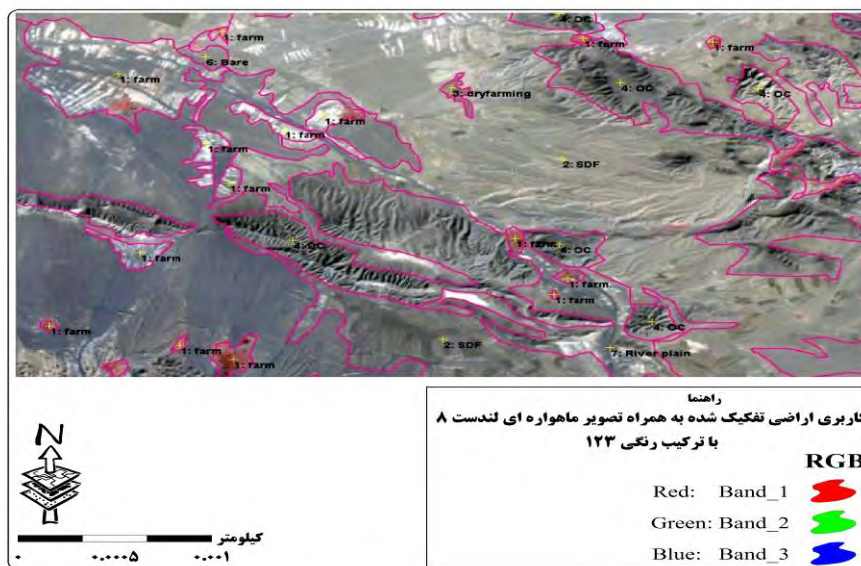 4: OC
1: farm
1: farm
1: farm
6: Bare
1: farm
4: OC
4: OC
3: dryfarming
1: farm
1: farm
1: farm
2: SDF
1: farm
1: farm
4: OC
4: OC
1: farm
1: farm
1: farm
1: farm
4: OC
1: farm
2: SDF
7: River plain
1: farm
راهنما
کاربری اراضی تفکیک شده به همراه تصویر ماهواره ای لندست ۸
با ترکیب رنگی ۱۲۳
RGB
Red: Band_1
Green: Band_2
Blue: Band_3
N
کیلومتر
۰ ۰.۰۰۰۵ ۰.۰۰۱